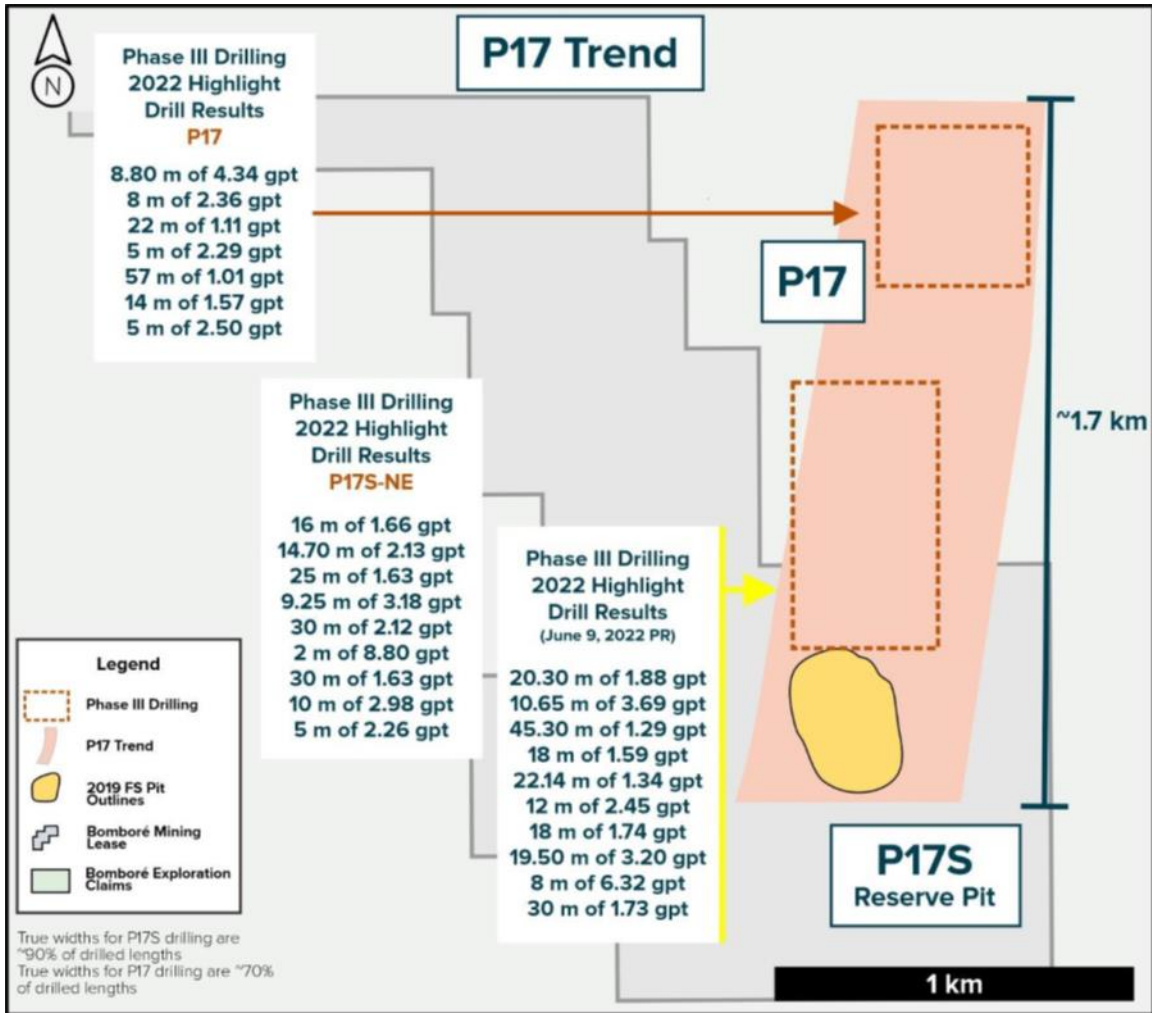 N
P17 Trend
Phase III Drilling
2022 Highlight
Drill Results
P17
8.80 m of 4.34 gpt
8 m of 2.36 gpt
22 m of 1.11 gpt
5 m of 2.29 gpt
57 m of 1.01 gpt
14 m of 1.57 gpt
5 m of 2.50 gpt
P17
~1.7 km
Phase III Drilling
2022 Highlight
Drill Results
P17S-NE
16 m of 1.66 gpt
14.70 m of 2.13 gpt
25 m of 1.63 gpt
9.25 m of 3.18 gpt
30 m of 2.12 gpt
2 m of 8.80 gpt
30 m of 1.63 gpt
10 m of 2.98 gpt
5 m of 2.26 gpt
Phase III Drilling
2022 Highlight
Drill Results
(June 9, 2022 PR)
20.30 m of 1.88 gpt
10.65 m of 3.69 gpt
45.30 m of 1.29 gpt
18 m of 1.59 gpt
22.14 m of 1.34 gpt
12 m of 2.45 gpt
18 m of 1.74 gpt
19.50 m of 3.20 gpt
8 m of 6.32 gpt
30 m of 1.73 gpt
P17S
Reserve Pit
Legend
Phase III Drilling
P17 Trend
2019 FS Pit
Outlines
Bomboré Mining
Lease
Bomboré Exploration
Claims
True widths for P17S drilling are
~90% of drilled lengths
True widths for P17 drilling are ~70%
of drilled lengths
1 km